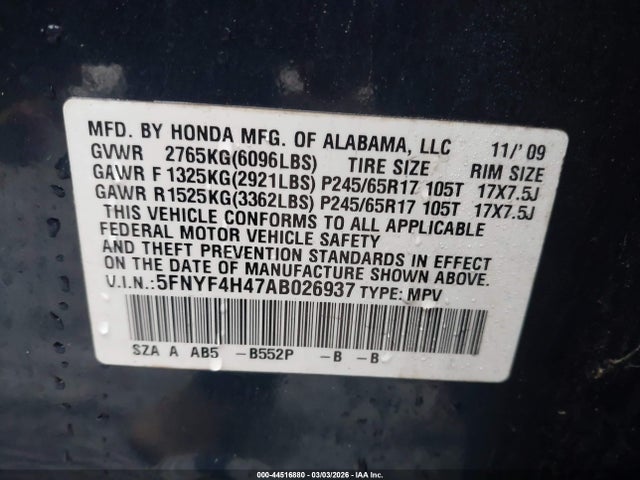 MFD. BY HONDA MFG. OF ALABAMA, LLC 11/'09
GVWR 2765KG(6096LBS) TIRE SIZE RIM SIZE
GAWR F 1325KG(2921LBS) P245/65R17 105T 17X7.5J
GAWR R 1525KG(3362LBS) P245/65R17 105T 17X7.5J
THIS VEHICLE CONFORMS TO ALL APPLICABLE
FEDERAL MOTOR VEHICLE SAFETY
AND THEFT PREVENTION STANDARDS IN EFFECT
ON THE DATE OF MANUFACTURE SHOWN ABOVE.
V.I.N.:5FNYF4H47AB026937 TYPE: MPV
SZA A AB5 -B552P -B -B
000-44516880 - 03/03/2026 - IAA Inc.